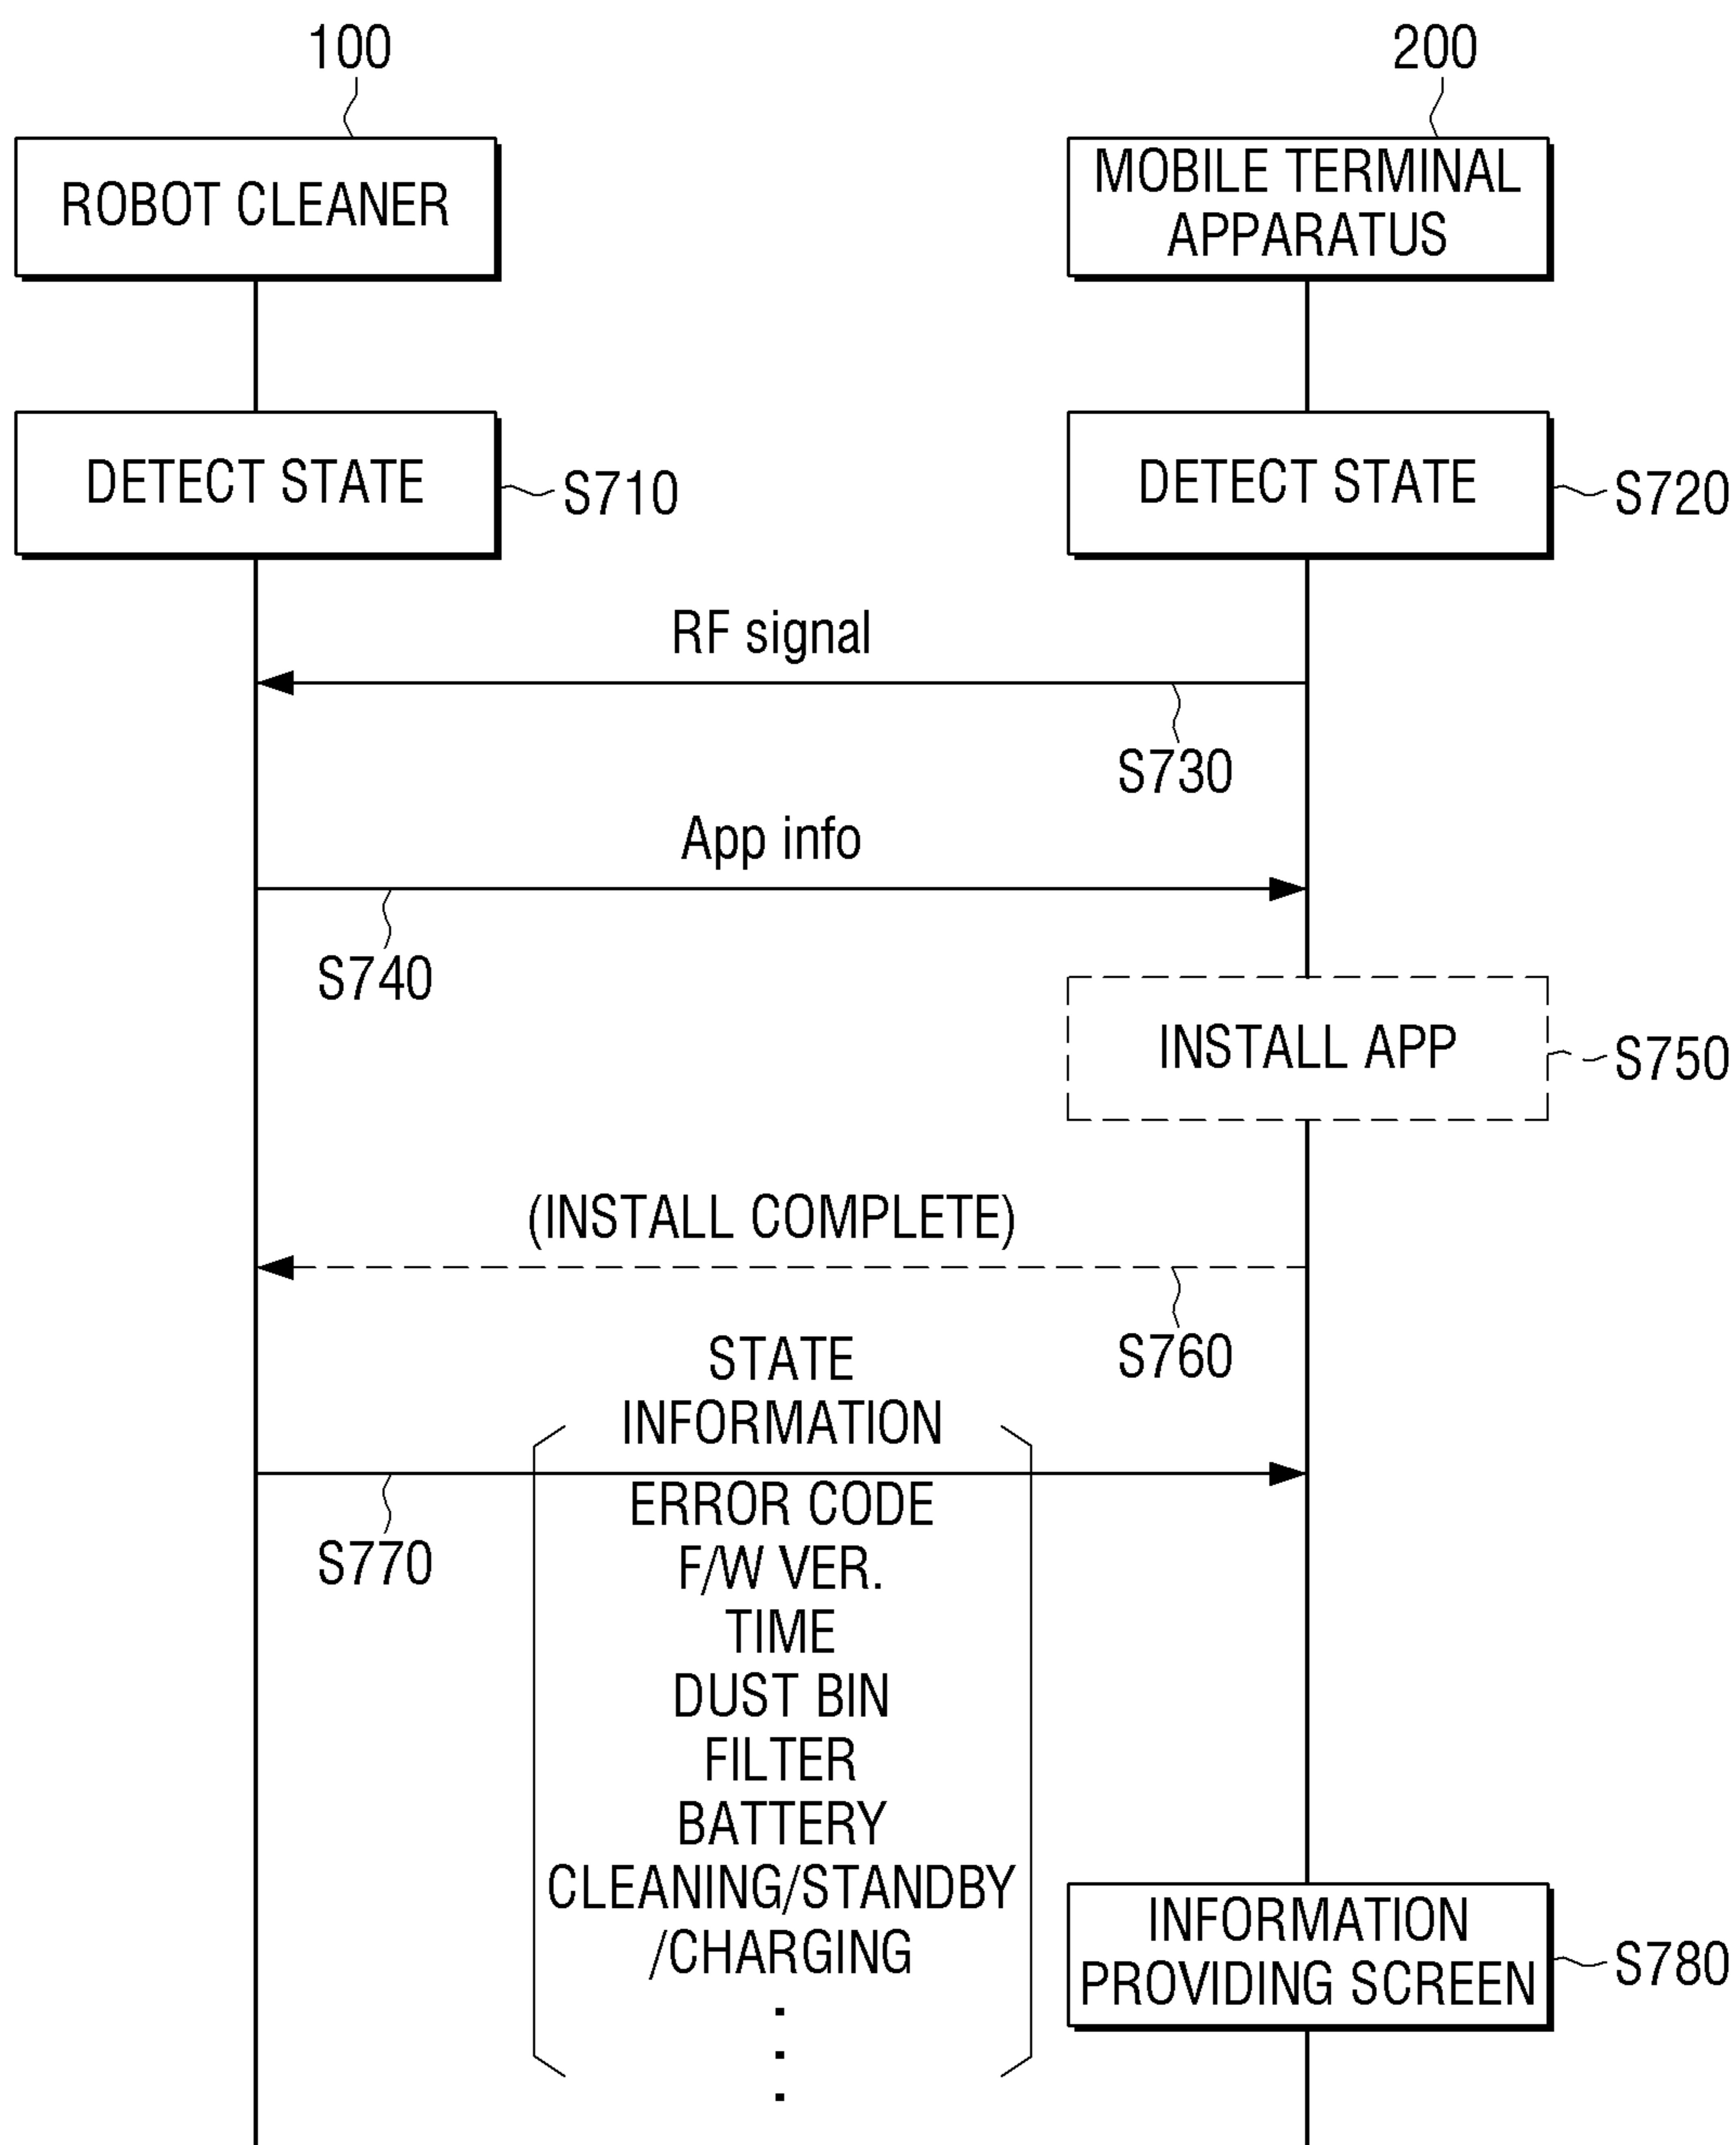 100
200
ROBOT CLEANER
MOBILE TERMINAL
APPARATUS
DETECT STATE
S710
DETECT STATE
S720
RF signal
S730
App info
S740
INSTALL APP
S750
(INSTALL COMPLETE)
S760
STATE
INFORMATION
S770
ERROR CODE
F/W VER.
TIME
DUST BIN
FILTER
BATTERY
CLEANING/STANDBY
/CHARGING
INFORMATION
PROVIDING SCREEN
S780